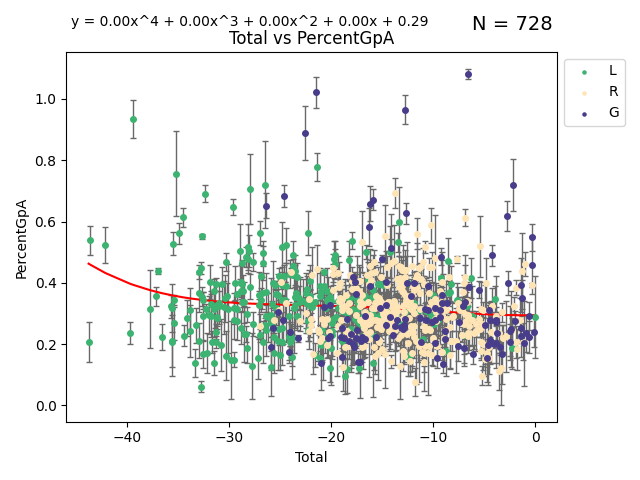 y = 0.00x^4 + 0.00x^3 + 0.00x^2 + 0.00x + 0.29
N = 728
Total vs PercentGpA
L
R
G
PercentGpA
1.0
0.8
0.6
0.4
0.2
0.0
−40
−30
−20
−10
0
Total